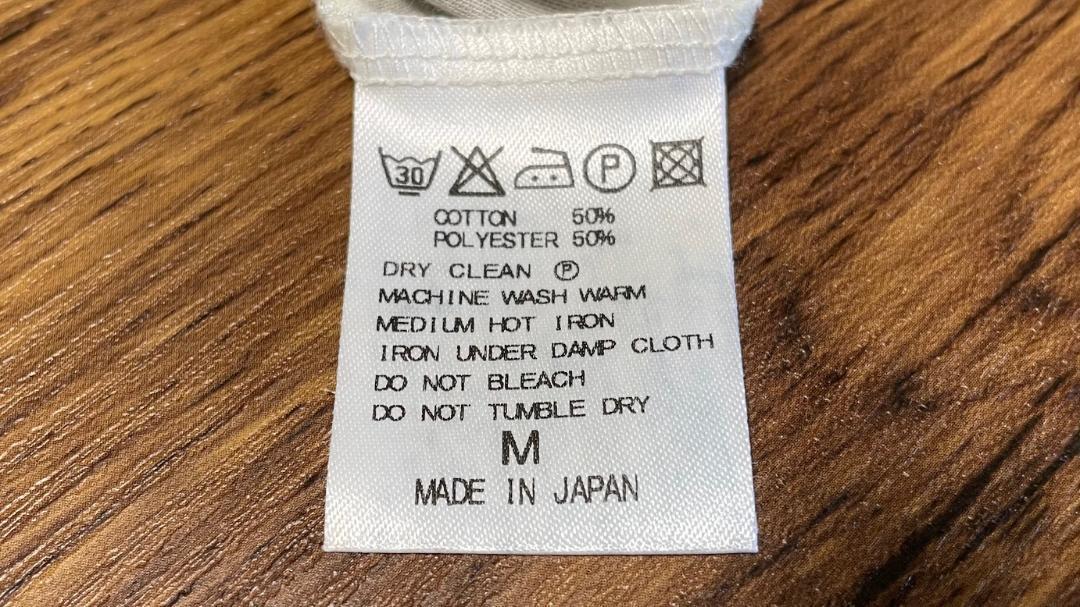 30 P
COTTON 50%
POLYESTER 50%
DRY CLEAN Ⓟ
MACHINE WASH WARM
MEDIUM HOT IRON
IRON UNDER DAMP CLOTH
DO NOT BLEACH
DO NOT TUMBLE DRY
M
MADE IN JAPAN